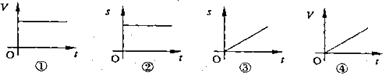 V s s V
O t O t O t O t
① ② ③ ④